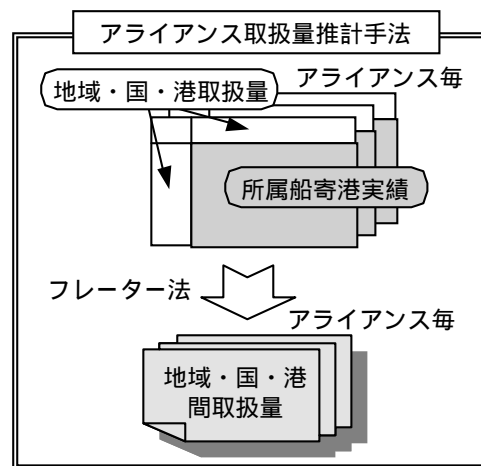 アライアンス取扱量推計手法
アライアンス毎
地域・国・港取扱量
所属船寄港実績
フレーター法
アライアンス毎
地域・国・港
間取扱量